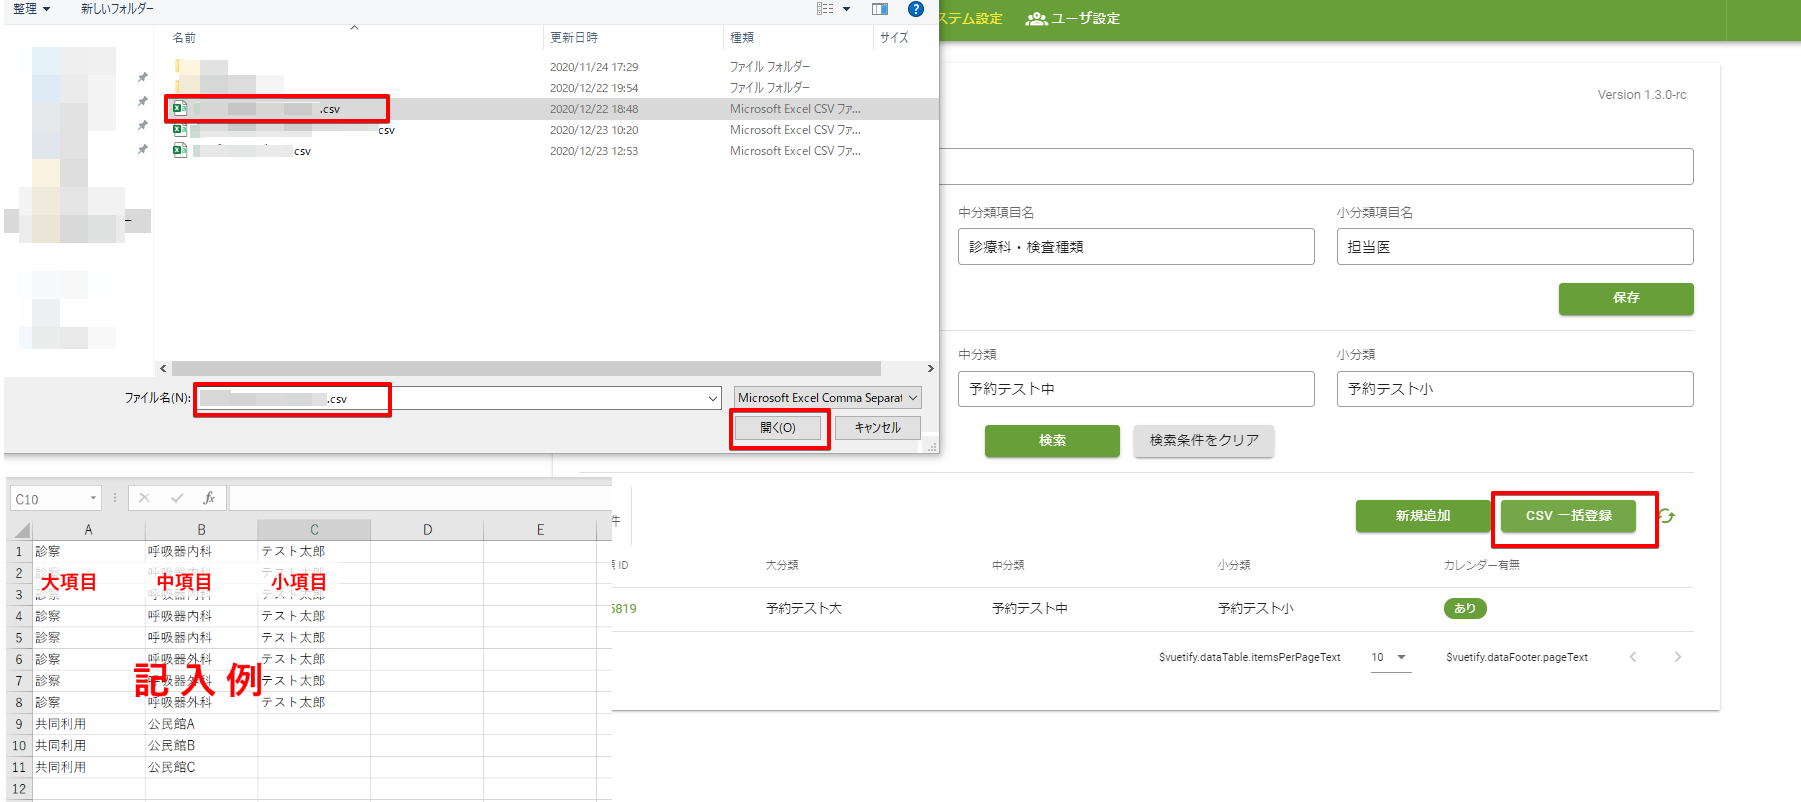 整理 新しいフォルダー
名前 更新日時 種類 サイズ
2020/11/24 17:29 ファイル フォルダー
2020/12/22 19:54 ファイル フォルダー
.csv 2020/12/22 18:48 Microsoft Excel CSV ファ...
csv 2020/12/23 10:20 Microsoft Excel CSV ファ...
csv 2020/12/23 12:53 Microsoft Excel CSV ファ...
ファイル名(N): .csv Microsoft Excel Comma Separat
開く(O) キャンセル
ステム設定 ユーザ設定
Version 1.3.0-rc
中分類項目名 小分類項目名
診療科・検査種類 担当医
保存
中分類 小分類
予約テスト中 予約テスト小
検索 検索条件をクリア
件 新規追加 CSV 一括登録
ID 大分類 中分類 小分類 カレンダー有無
5819 予約テスト大 予約テスト中 予約テスト小 あり
$vuetify.dataTable.itemsPerPageText 10 $vuetify.dataFooter.pageText
C10 fx
A B C D E
1 診察 呼吸器内科 テスト太郎
2 診察 呼吸器内科 テスト太郎
大項目 中項目 小項目
3 診察 呼吸器内科 テスト太郎
4 診察 呼吸器内科 テスト太郎
5 診察 呼吸器内科 テスト太郎
6 診察 呼吸器外科 テスト太郎
記入例
7 診察 呼吸器外科 テスト太郎
8 診察 呼吸器外科 テスト太郎
9 共同利用 公民館A
10 共同利用 公民館B
11 共同利用 公民館C
12